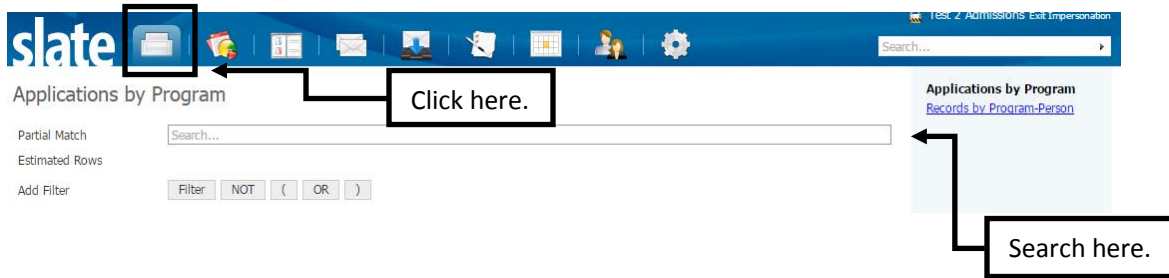 Test 2 Admissions Exit Impersonation
slate
Search...
Click here.
Applications by Program
Applications by Program
Records by Program-Person
Partial Match Search...
Estimated Rows
Add Filter Filter NOT ( OR )
Search here.